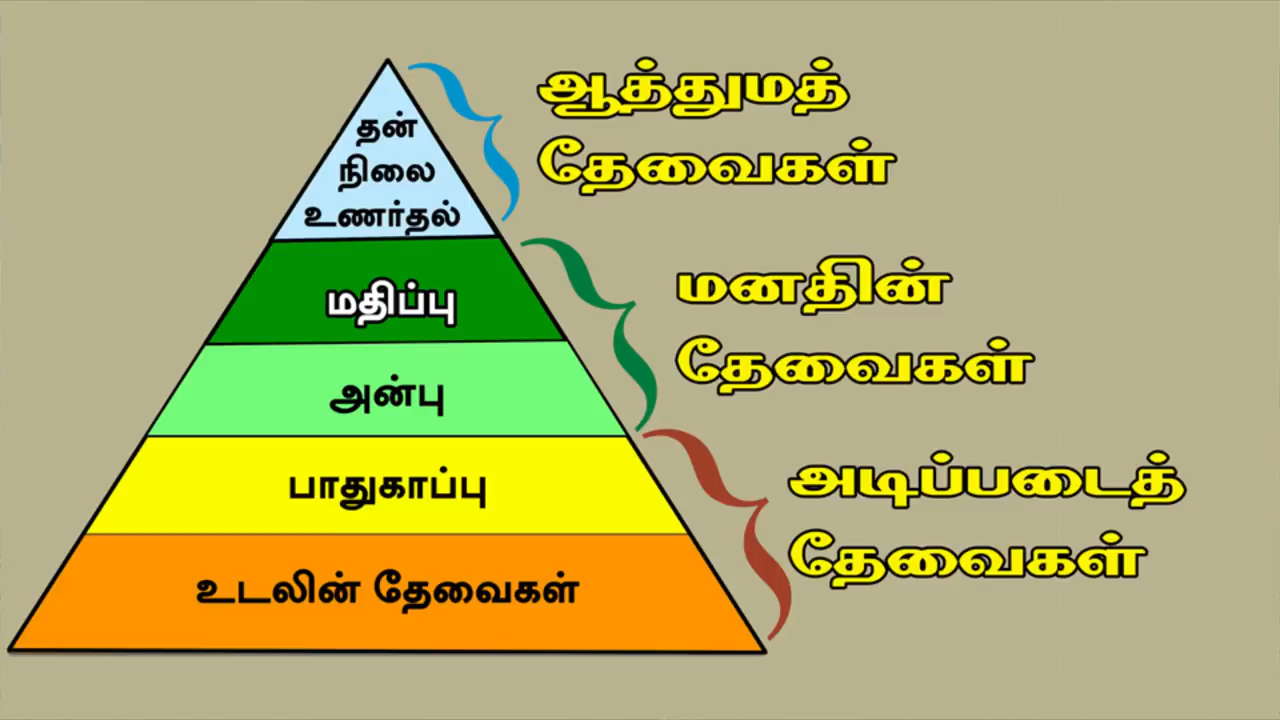 தன்
நிலை
உணர்தல்
ஆத்துமத்
தேவைகள்
மதிப்பு
அன்பு
மனதின்
தேவைகள்
பாதுகாப்பு
உடலின் தேவைகள்
அடிப்படைத்
தேவைகள்